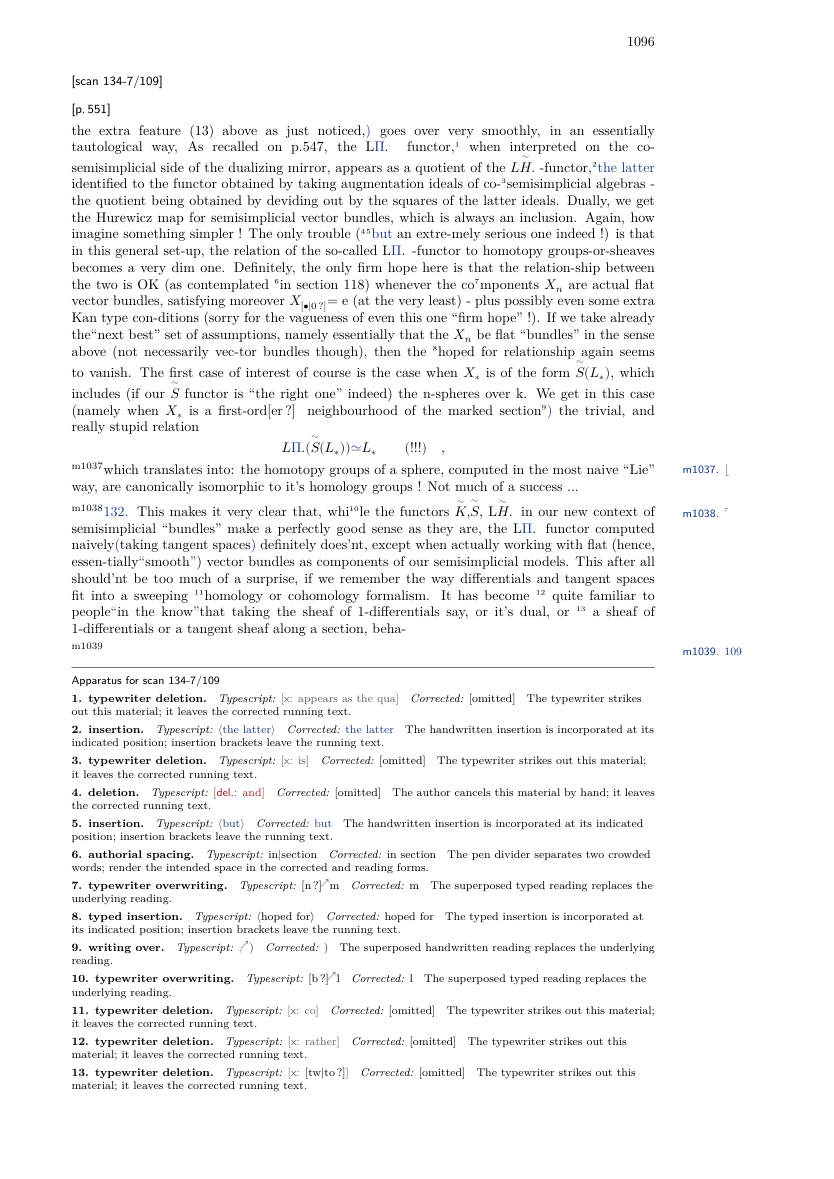 1096
[scan 134-7/109]
[p. 551]
the extra feature (13) above as just noticed,) goes over very smoothly, in an essentially
tautological way, As recalled on p.547, the LΠ. functor,¹ when interpreted on the co-
semisimplicial side of the dualizing mirror, appears as a quotient of the LH̃. -functor,²the latter
identified to the functor obtained by taking augmentation ideals of co-³semisimplicial algebras -
the quotient being obtained by deviding out by the squares of the latter ideals. Dually, we get
the Hurewicz map for semisimplicial vector bundles, which is always an inclusion. Again, how
imagine something simpler ! The only trouble (⁴⁵but an extre-mely serious one indeed !) is that
in this general set-up, the relation of the so-called LΠ. -functor to homotopy groups-or-sheaves
becomes a very dim one. Definitely, the only firm hope here is that the relation-ship between
the two is OK (as contemplated ⁶in section 118) whenever the co⁷mponents Xₙ are actual flat
vector bundles, satisfying moreover X[•|0 ?]= e (at the very least) - plus possibly even some extra
Kan type con-ditions (sorry for the vagueness of even this one “firm hope” !). If we take already
the“next best” set of assumptions, namely essentially that the Xₙ be flat “bundles” in the sense
above (not necessarily vec-tor bundles though), then the ⁸hoped for relationship again seems
to vanish. The first case of interest of course is the case when X∗ is of the form S̃(L∗), which
includes (if our S̃ functor is “the right one” indeed) the n-spheres over k. We get in this case
(namely when X∗ is a first-ord[er ?] neighbourhood of the marked section⁹) the trivial, and
really stupid relation
LΠ.(S̃(L∗))≃L∗ (!!!) ,
m1037which translates into: the homotopy groups of a sphere, computed in the most naive “Lie”
way, are canonically isomorphic to it's homology groups ! Not much of a success ...
m1037. ⌊
m1038132. This makes it very clear that, whi¹⁰le the functors K̃,S̃, LH̃. in our new context of
semisimplicial “bundles” make a perfectly good sense as they are, the LΠ. functor computed
naively(taking tangent spaces) definitely does'nt, except when actually working with flat (hence,
essen-tially“smooth”) vector bundles as components of our semisimplicial models. This after all
should'nt be too much of a surprise, if we remember the way differentials and tangent spaces
fit into a sweeping ¹¹homology or cohomology formalism. It has become ¹² quite familiar to
people“in the know”that taking the sheaf of 1-differentials say, or it's dual, or ¹³ a sheaf of
1-differentials or a tangent sheaf along a section, beha-
m1038. ⌜
m1039
m1039. 109
Apparatus for scan 134-7/109
1. typewriter deletion. Typescript: [x: appears as the qua] Corrected: [omitted] The typewriter strikes
out this material; it leaves the corrected running text.
2. insertion. Typescript: ⟨the latter⟩ Corrected: the latter The handwritten insertion is incorporated at its
indicated position; insertion brackets leave the running text.
3. typewriter deletion. Typescript: [x: is] Corrected: [omitted] The typewriter strikes out this material;
it leaves the corrected running text.
4. deletion. Typescript: [del.: and] Corrected: [omitted] The author cancels this material by hand; it leaves
the corrected running text.
5. insertion. Typescript: ⟨but⟩ Corrected: but The handwritten insertion is incorporated at its indicated
position; insertion brackets leave the running text.
6. authorial spacing. Typescript: in|section Corrected: in section The pen divider separates two crowded
words; render the intended space in the corrected and reading forms.
7. typewriter overwriting. Typescript: [n ?]↗m Corrected: m The superposed typed reading replaces the
underlying reading.
8. typed insertion. Typescript: ⟨hoped for⟩ Corrected: hoped for The typed insertion is incorporated at
its indicated position; insertion brackets leave the running text.
9. writing over. Typescript: ,↗) Corrected: ) The superposed handwritten reading replaces the underlying
reading.
10. typewriter overwriting. Typescript: [b ?]↗l Corrected: l The superposed typed reading replaces the
underlying reading.
11. typewriter deletion. Typescript: [x: co] Corrected: [omitted] The typewriter strikes out this material;
it leaves the corrected running text.
12. typewriter deletion. Typescript: [x: rather] Corrected: [omitted] The typewriter strikes out this
material; it leaves the corrected running text.
13. typewriter deletion. Typescript: [x: [tw|to ?]] Corrected: [omitted] The typewriter strikes out this
material; it leaves the corrected running text.